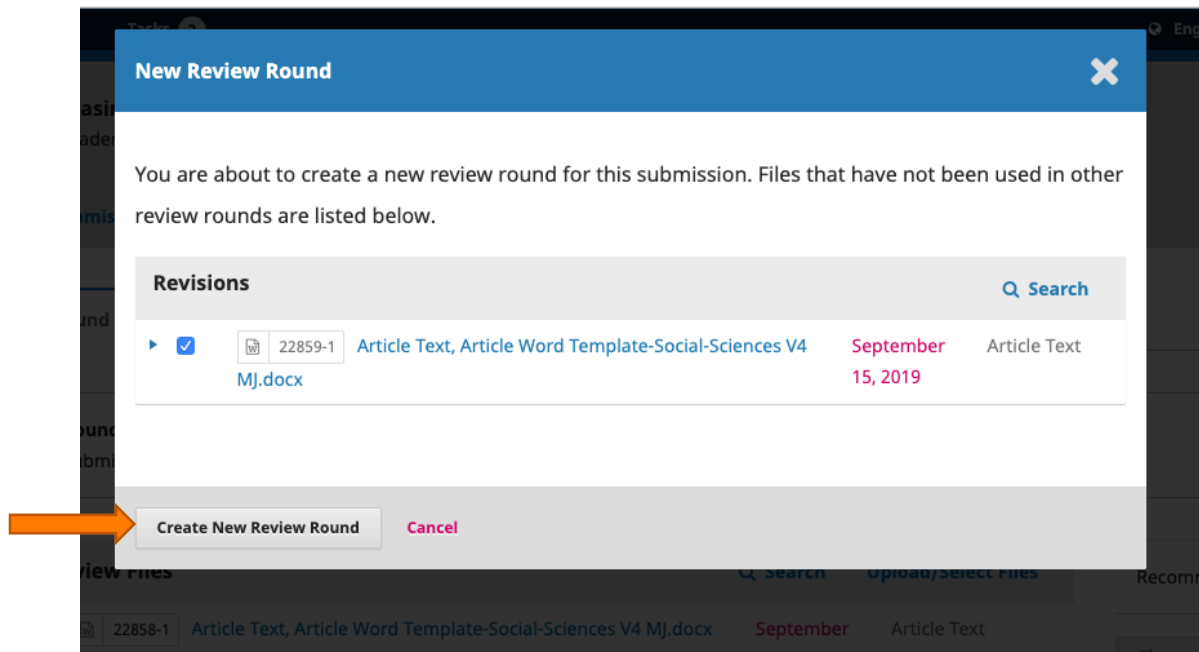 Tasks
Eng
New Review Round
You are about to create a new review round for this submission. Files that have not been used in other
review rounds are listed below.
Revisions
Search
22859-1 Article Text, Article Word Template-Social-Sciences V4 September Article Text
MJ.docx 15, 2019
Create New Review Round Cancel
Search Upload/Select Files
Files
Recomm
22858-1 Article Text, Article Word Template-Social-Sciences V4 MJ.docx September Article Text